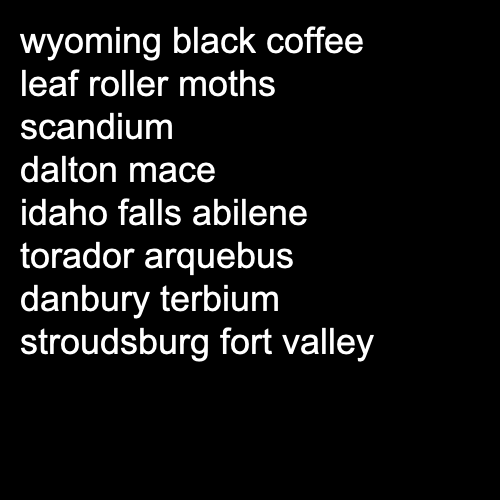 wyoming black coffee
leaf roller moths
scandium
dalton mace
idaho falls abilene
torador arquebus
danbury terbium
stroudsburg fort valley